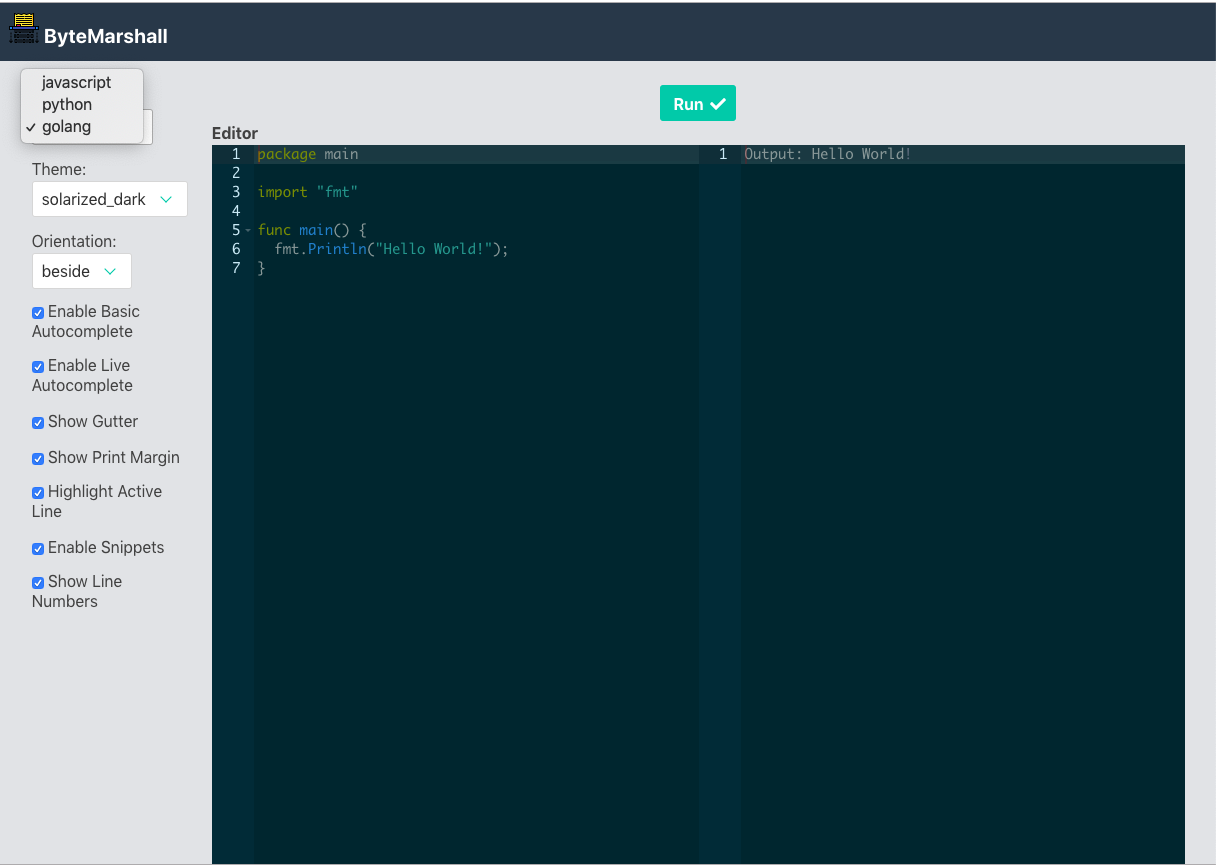 ByteMarshall
javascript
python
✓ golang
Theme:
solarized_dark
Orientation:
beside
Enable Basic
Autocomplete
Enable Live
Autocomplete
Show Gutter
Show Print Margin
Highlight Active
Line
Enable Snippets
Show Line
Numbers
Run
Editor
1 package main
2
3 import "fmt"
4
5 func main() {
6 fmt.Println("Hello World!");
7 }
1 Output: Hello World!